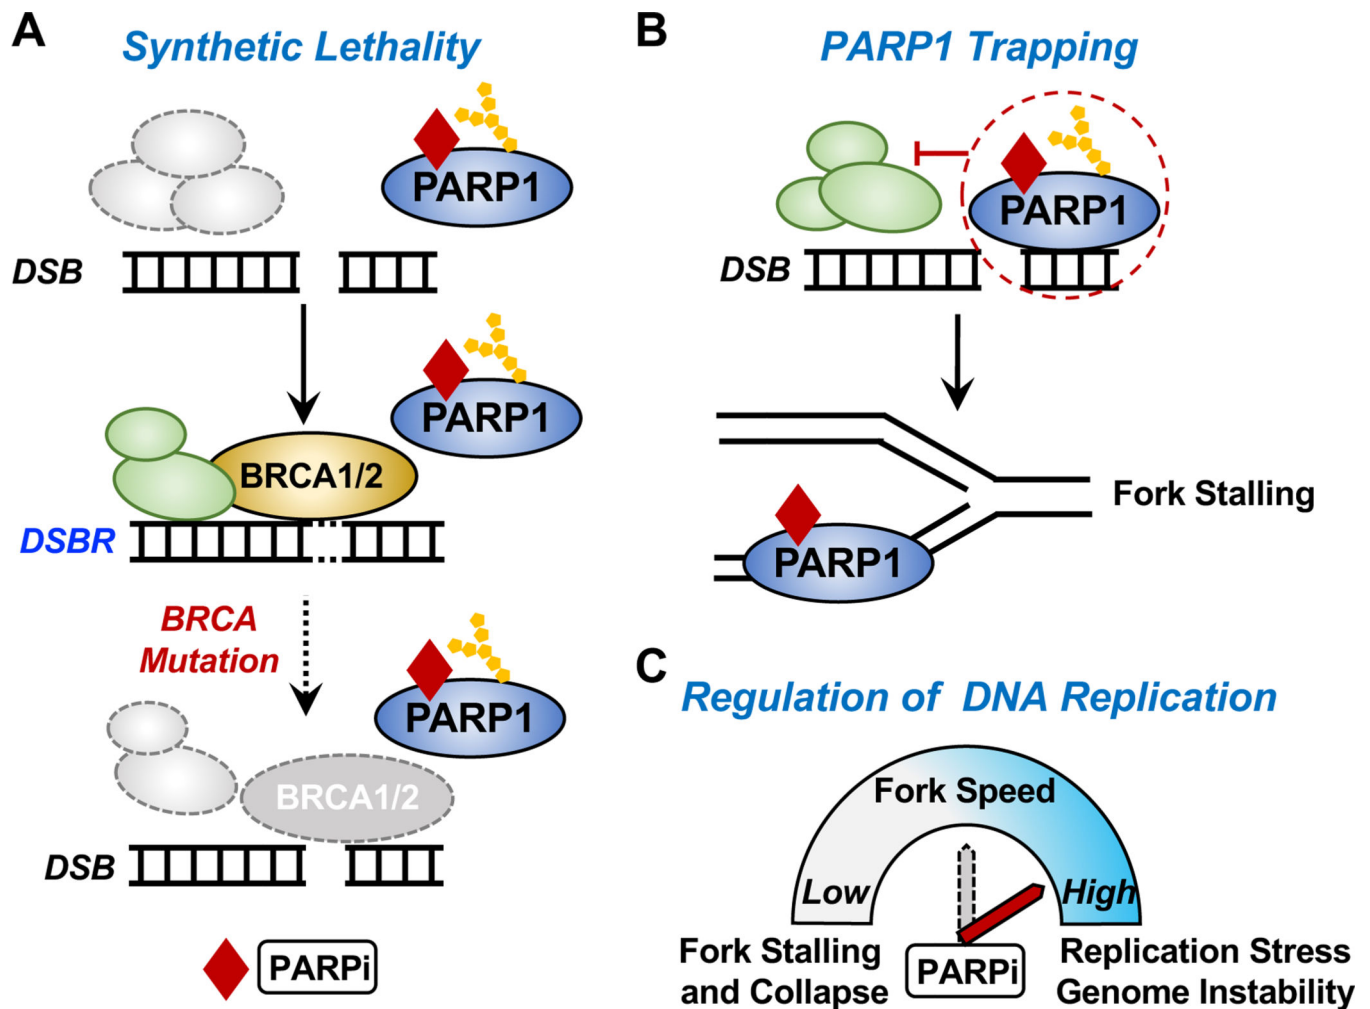 A
Synthetic Lethality
PARP1
DSB
PARP1
BRCA1/2
DSBR
BRCA
Mutation
PARP1
BRCA1/2
DSB
PARPi
B
PARP1 Trapping
PARP1
DSB
Fork Stalling
PARP1
C
Regulation of DNA Replication
Fork Speed
Low
High
Fork Stalling
and Collapse
PARPi
Replication Stress
Genome Instability